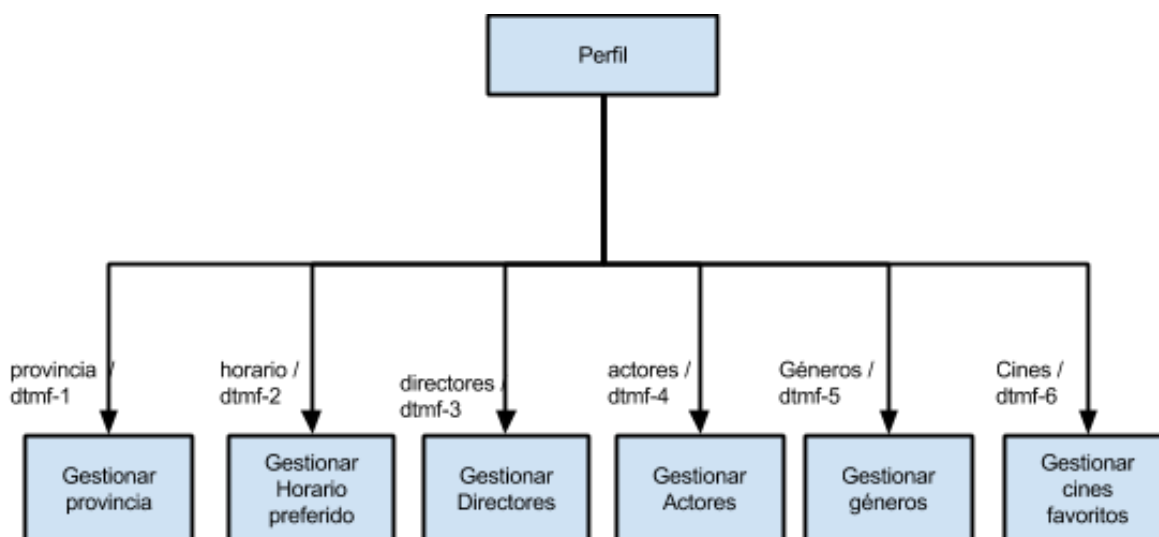 Perfil
provincia /
dtmf-1
horario /
dtmf-2
directores /
dtmf-3
actores /
dtmf-4
Géneros /
dtmf-5
Cines /
dtmf-6
Gestionar
provincia
Gestionar
Horario
preferido
Gestionar
Directores
Gestionar
Actores
Gestionar
géneros
Gestionar
cines
favoritos